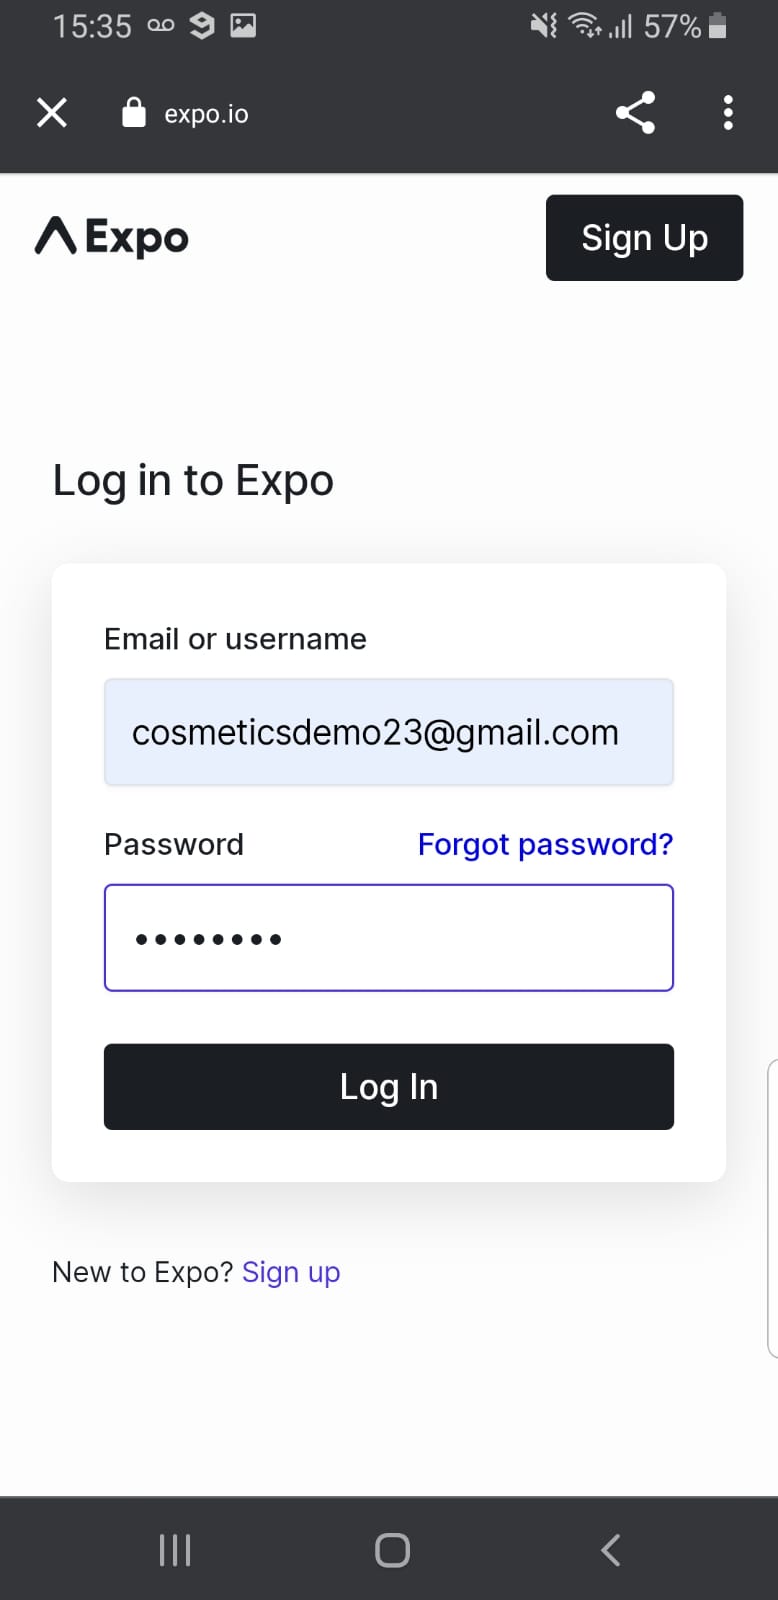 15:35 57%
expo.io
Expo Sign Up
Log in to Expo
Email or username
cosmeticsdemo23@gmail.com
Password Forgot password?
••••••••
Log In
New to Expo? Sign up